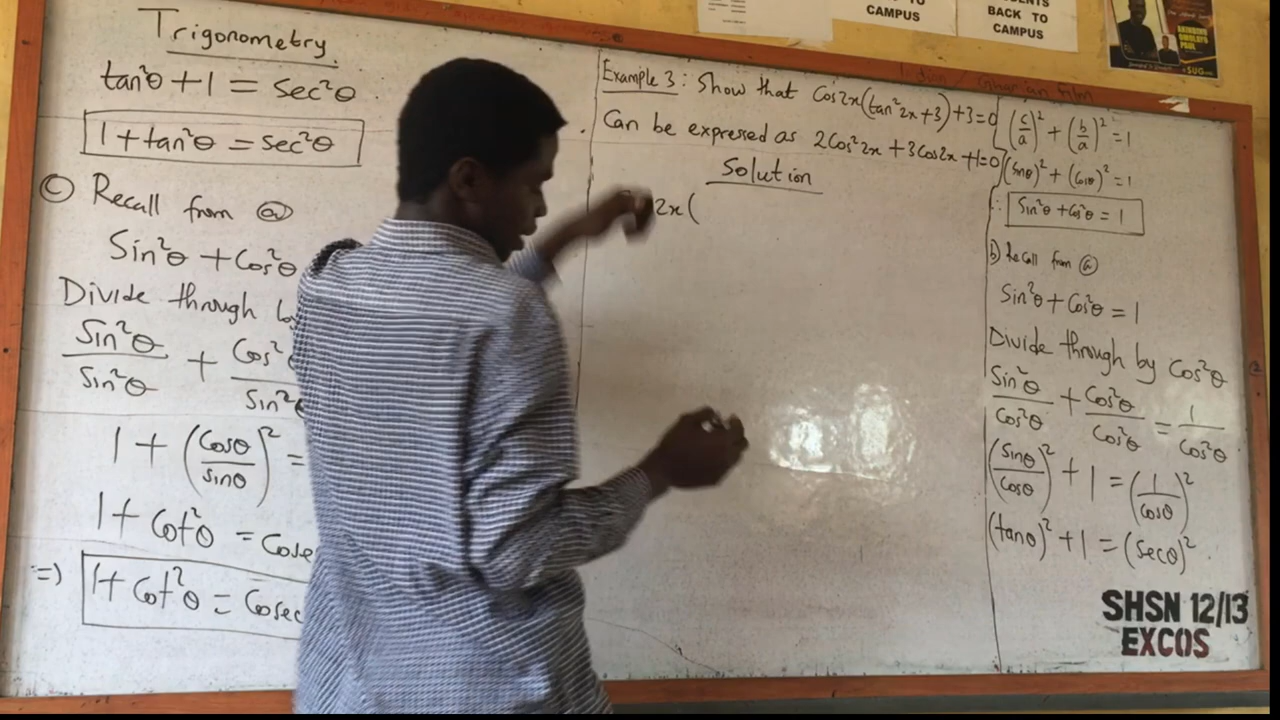 CAMPUS
BACK TO
CAMPUS
Trigonometry
tan²θ + 1 = sec²θ
1 + tan²θ = sec²θ
ⓒ Recall from ⓐ
Sin²θ + Cos²θ
Divide through
Sin²θ/Sin²θ + Cos²/Sin²
1 + (Cosθ/sinθ)² =
1 + Cot²θ = Cose
=> 1 + Cot²θ = Cosec
Example 3: Show that Cos2x(tan²2x+3)+3=0
Can be expressed as 2Cos²2x + 3Cos2x + 1=0
Solution
2x(
(c/a)² + (b/a)² = 1
(Sinθ)² + (Cosθ)² = 1
∴ Sin²θ + Cos²θ = 1
b) Recall from ⓐ
Sin²θ + Cos²θ = 1
Divide through by Cos²θ
Sin²θ/Cos²θ + Cos²θ/Cos²θ = 1/Cos²θ
(Sinθ/Cosθ)² + 1 = (1/Cosθ)²
(tanθ)² + 1 = (secθ)²
SHSN 12/13
EXCOS